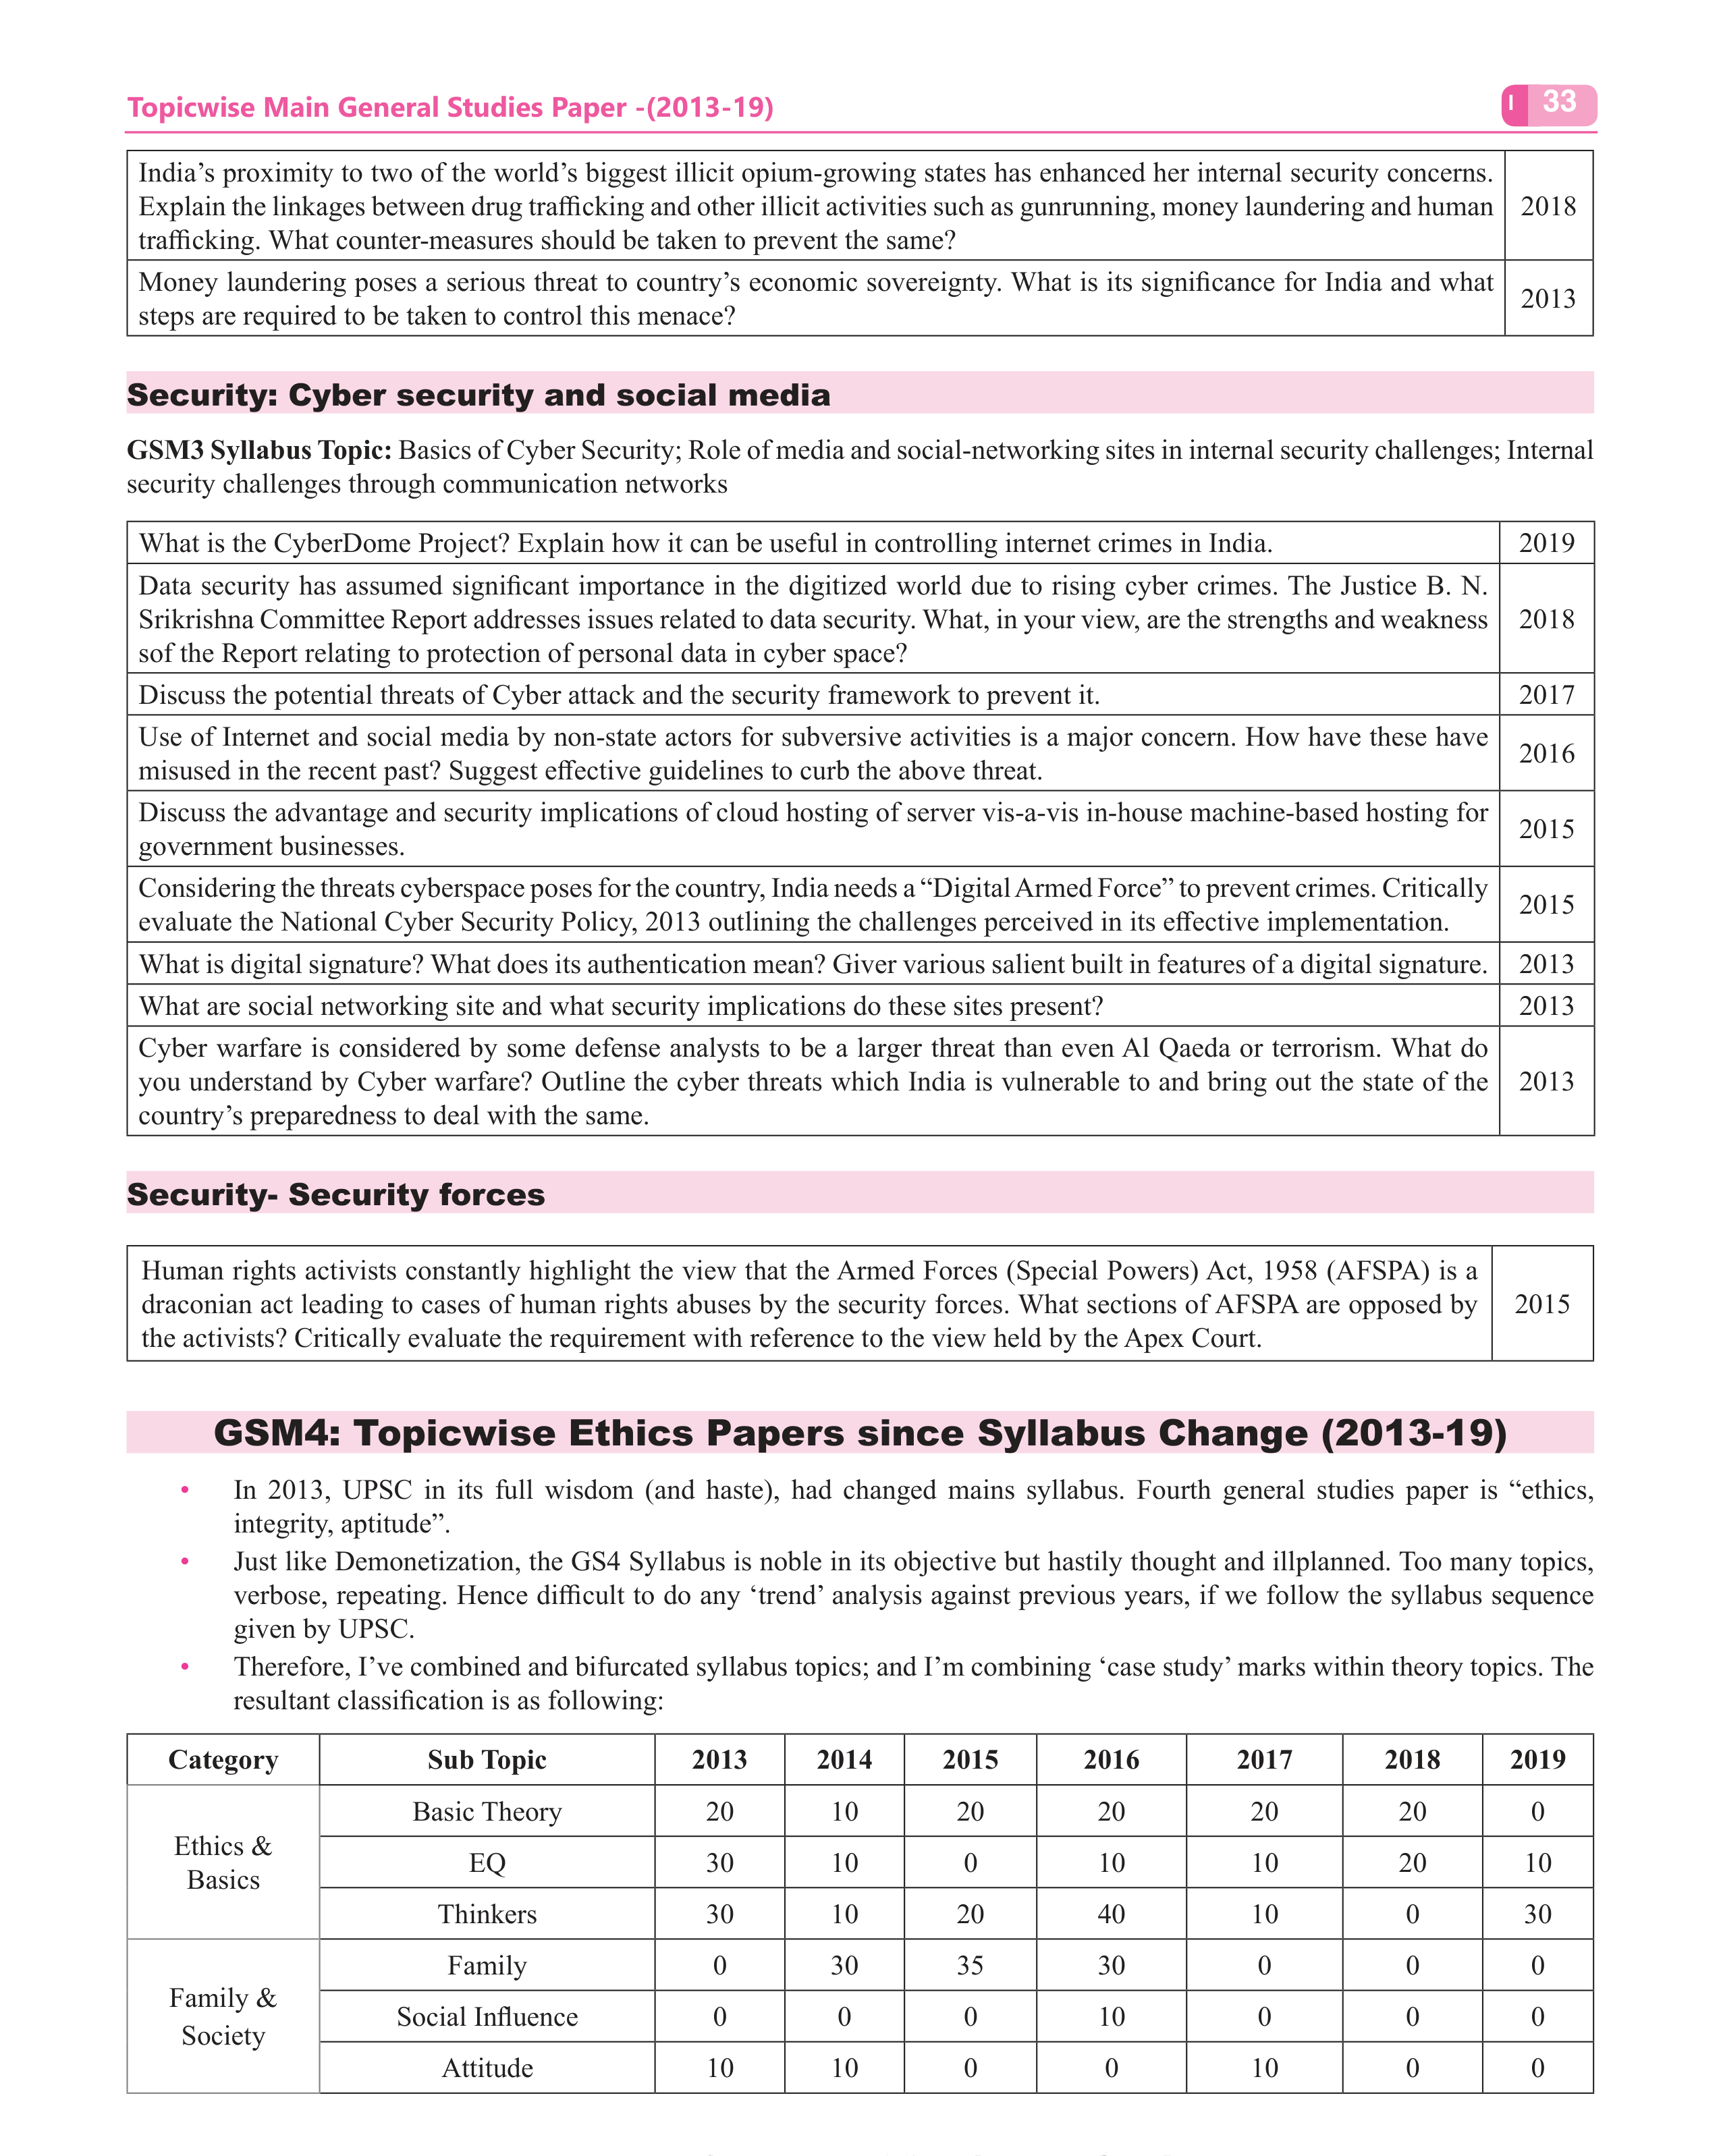 Topicwise Main General Studies Paper -(2013-19)
I 33
India’s proximity to two of the world’s biggest illicit opium-growing states has enhanced her internal security concerns.
Explain the linkages between drug trafficking and other illicit activities such as gunrunning, money laundering and human
trafficking. What counter-measures should be taken to prevent the same?
2018
Money laundering poses a serious threat to country’s economic sovereignty. What is its significance for India and what
steps are required to be taken to control this menace?
2013
Security: Cyber security and social media
GSM3 Syllabus Topic: Basics of Cyber Security; Role of media and social-networking sites in internal security challenges; Internal
security challenges through communication networks
What is the CyberDome Project? Explain how it can be useful in controlling internet crimes in India.
2019
Data security has assumed significant importance in the digitized world due to rising cyber crimes. The Justice B. N.
Srikrishna Committee Report addresses issues related to data security. What, in your view, are the strengths and weakness
sof the Report relating to protection of personal data in cyber space?
2018
Discuss the potential threats of Cyber attack and the security framework to prevent it.
2017
Use of Internet and social media by non-state actors for subversive activities is a major concern. How have these have
misused in the recent past? Suggest effective guidelines to curb the above threat.
2016
Discuss the advantage and security implications of cloud hosting of server vis-a-vis in-house machine-based hosting for
government businesses.
2015
Considering the threats cyberspace poses for the country, India needs a “Digital Armed Force” to prevent crimes. Critically
evaluate the National Cyber Security Policy, 2013 outlining the challenges perceived in its effective implementation.
2015
What is digital signature? What does its authentication mean? Giver various salient built in features of a digital signature.
2013
What are social networking site and what security implications do these sites present?
2013
Cyber warfare is considered by some defense analysts to be a larger threat than even Al Qaeda or terrorism. What do
you understand by Cyber warfare? Outline the cyber threats which India is vulnerable to and bring out the state of the
country’s preparedness to deal with the same.
2013
Security- Security forces
Human rights activists constantly highlight the view that the Armed Forces (Special Powers) Act, 1958 (AFSPA) is a
draconian act leading to cases of human rights abuses by the security forces. What sections of AFSPA are opposed by
the activists? Critically evaluate the requirement with reference to the view held by the Apex Court.
2015
GSM4: Topicwise Ethics Papers since Syllabus Change (2013-19)
• In 2013, UPSC in its full wisdom (and haste), had changed mains syllabus. Fourth general studies paper is “ethics,
integrity, aptitude”.
• Just like Demonetization, the GS4 Syllabus is noble in its objective but hastily thought and illplanned. Too many topics,
verbose, repeating. Hence difficult to do any ‘trend’ analysis against previous years, if we follow the syllabus sequence
given by UPSC.
• Therefore, I’ve combined and bifurcated syllabus topics; and I’m combining ‘case study’ marks within theory topics. The
resultant classification is as following:
Category Sub Topic 2013 2014 2015 2016 2017 2018 2019
Ethics &
Basics
Basic Theory 20 10 20 20 20 20 0
EQ 30 10 0 10 10 20 10
Thinkers 30 10 20 40 10 0 30
Family &
Society
Family 0 30 35 30 0 0 0
Social Influence 0 0 0 10 0 0 0
Attitude 10 10 0 0 10 0 0